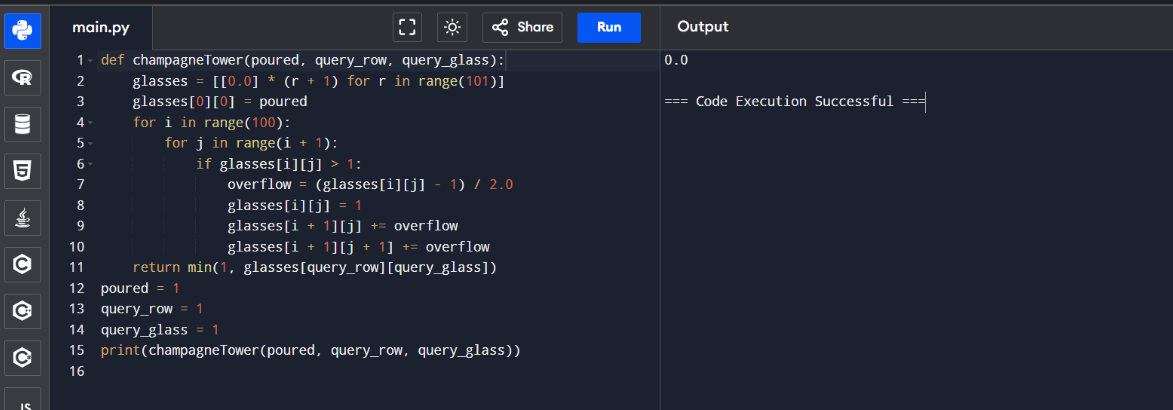 main.py
Share
Run
Output
1 def champagneTower(poured, query_row, query_glass):
2     glasses = [[0.0] * (r + 1) for r in range(101)]
3     glasses[0][0] = poured
4     for i in range(100):
5         for j in range(i + 1):
6             if glasses[i][j] > 1:
7                 overflow = (glasses[i][j] - 1) / 2.0
8                 glasses[i][j] = 1
9                 glasses[i + 1][j] += overflow
10                 glasses[i + 1][j + 1] += overflow
11     return min(1, glasses[query_row][query_glass])
12 poured = 1
13 query_row = 1
14 query_glass = 1
15 print(champagneTower(poured, query_row, query_glass))
16
0.0
=== Code Execution Successful ===
R
5
C
C
C
JS